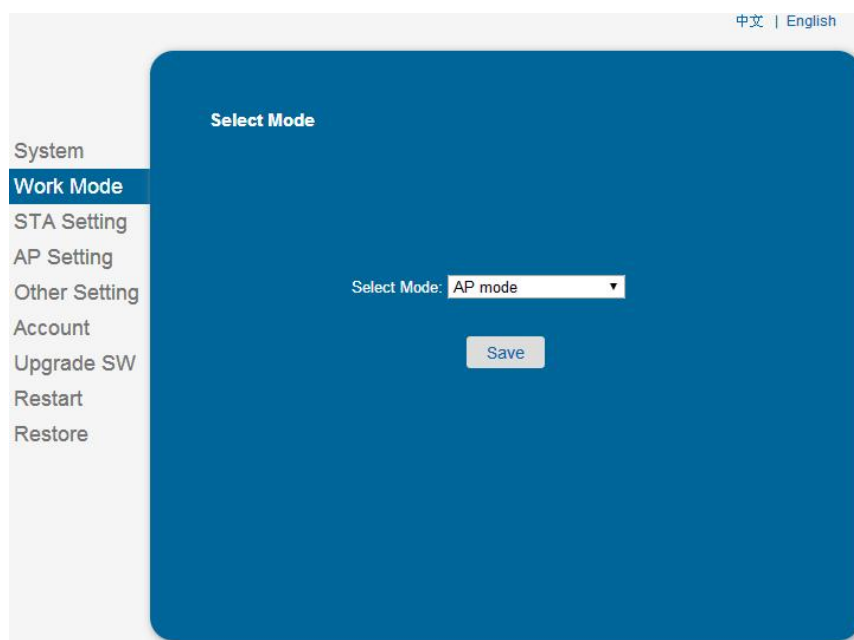 中文 | English
Select Mode
System
Work Mode
STA Setting
AP Setting
Other Setting
Account
Upgrade SW
Restart
Restore
Select Mode: AP mode
Save